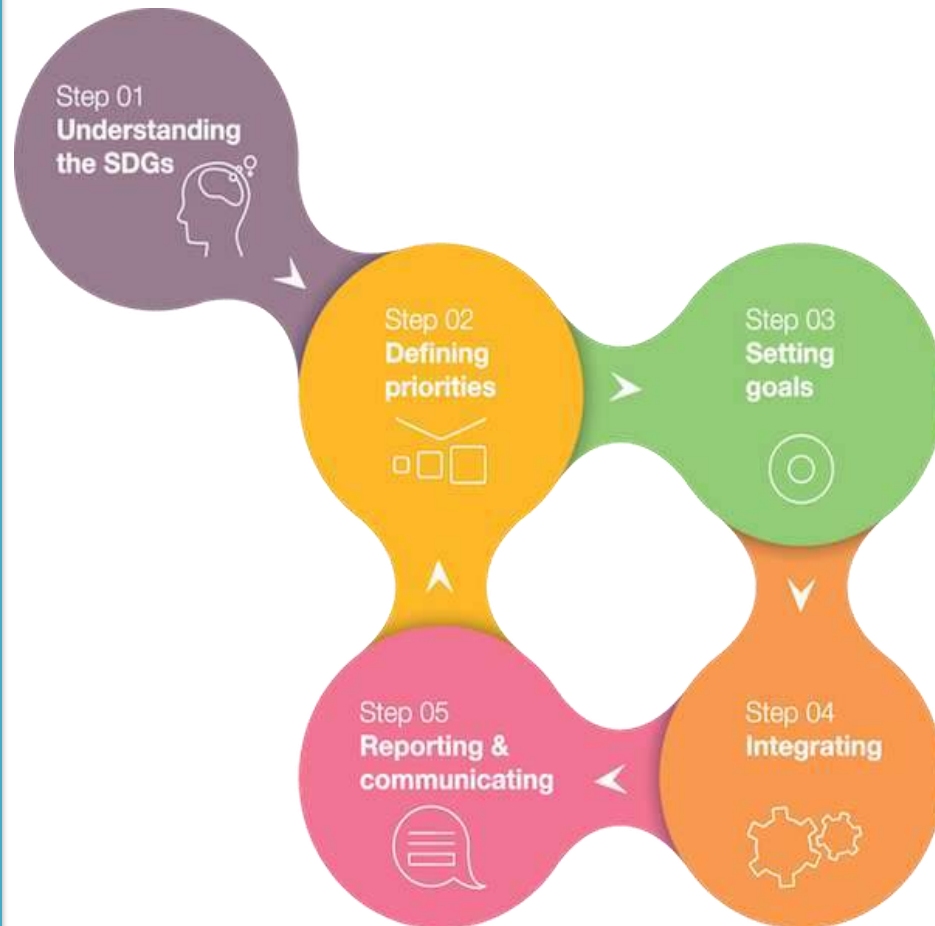 Step 01
Understanding
the SDGs
Step 02
Defining
priorities
Step 03
Setting
goals
Step 04
Integrating
Step 05
Reporting &
communicating